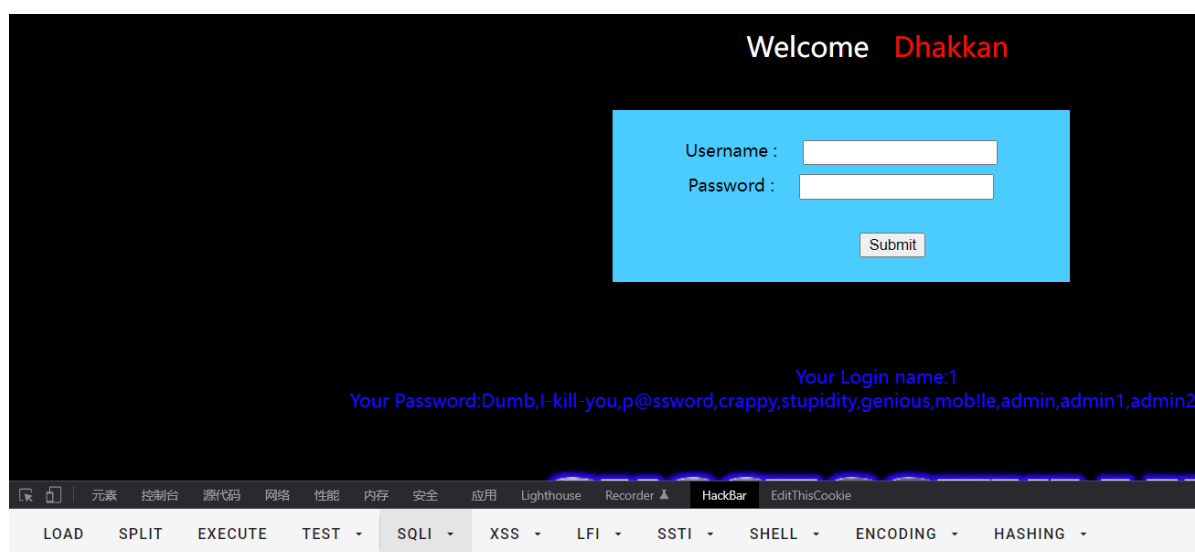 Welcome Dhakkan
Username :
Password :
Submit
Your Login name:1
Your Password:Dumb,I-kill-you,p@ssword,crappy,stupidity,genious,mob!le,admin,admin1,admin2
元素 控制台 源代码 网络 性能 内存 安全 应用 Lighthouse Recorder HackBar EditThisCookie
LOAD SPLIT EXECUTE TEST SQLI XSS LFI SSTI SHELL ENCODING HASHING